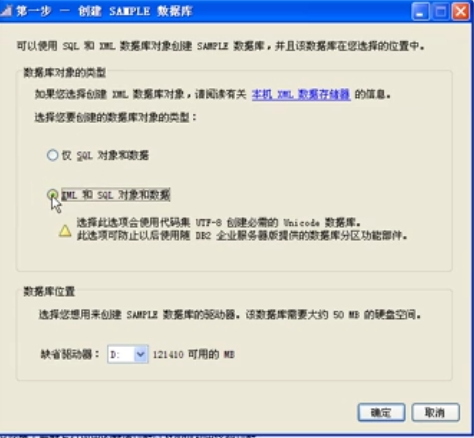 第一步 — 创建 SAMPLE 数据库
可以使用 SQL 和 XML 数据库对象创建 SAMPLE 数据库，并且该数据库在您选择的位置中。
数据库对象的类型
如果您选择创建 XML 数据库对象，请阅读有关 本机 XML 数据存储器 的信息。
选择您要创建的数据库对象的类型：
仅 SQL 对象和数据
XML 和 SQL 对象和数据
选择此选项会使用代码集 UTF-8 创建必需的 Unicode 数据库。
此选项可防止以后使用随 DB2 企业服务器版提供的数据库分区功能部件。
数据库位置
选择您想用来创建 SAMPLE 数据库的驱动器。该数据库需要大约 50 MB 的硬盘空间。
缺省驱动器： D: 121410 可用的 MB
确定 取消